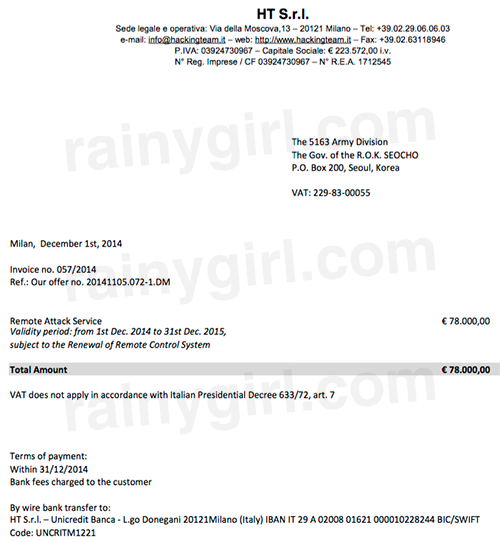 HT S.r.l.
Sede legale e operativa: Via della Moscova,13 – 20121 Milano – Tel: +39.02.29.06.06.03
e-mail: info@hackingteam.it – web: http://www.hackingteam.it – Fax: +39.02.63118946
P.IVA: 03924730967 – Capitale Sociale: € 223.572,00 i.v.
N° Reg. Imprese / CF 03924730967 – N° R.E.A. 1712545
rainygirl.com
The 5163 Army Division
The Gov. of the R.O.K. SEOCHO
P.O. Box 200, Seoul, Korea
VAT: 229-83-00055
Milan, December 1st, 2014
rainygirl.com
Invoice no. 057/2014
Ref.: Our offer no. 20141105.072-1.DM
Remote Attack Service € 78.000,00
Validity period: from 1st Dec. 2014 to 31st Dec. 2015,
subject to the Renewal of Remote Control System
Total Amount € 78.000,00
rainygirl.com
VAT does not apply in accordance with Italian Presidential Decree 633/72, art. 7
Terms of payment:
Within 31/12/2014
Bank fees charged to the customer
By wire bank transfer to:
HT S.r.l. – Unicredit Banca - L.go Donegani 20121Milano (Italy) IBAN IT 29 A 02008 01621 000010228244 BIC/SWIFT
Code: UNCRITM1221